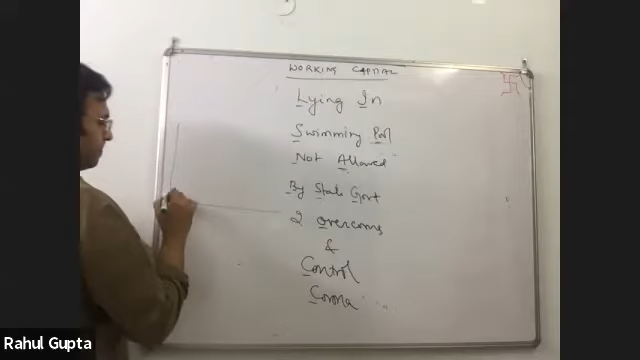 WORKING CAPITAL
Lying In
Swimming Pool
Not Allowed
By State Govt
2 Overcome
&
Control
Corona
Rahul Gupta